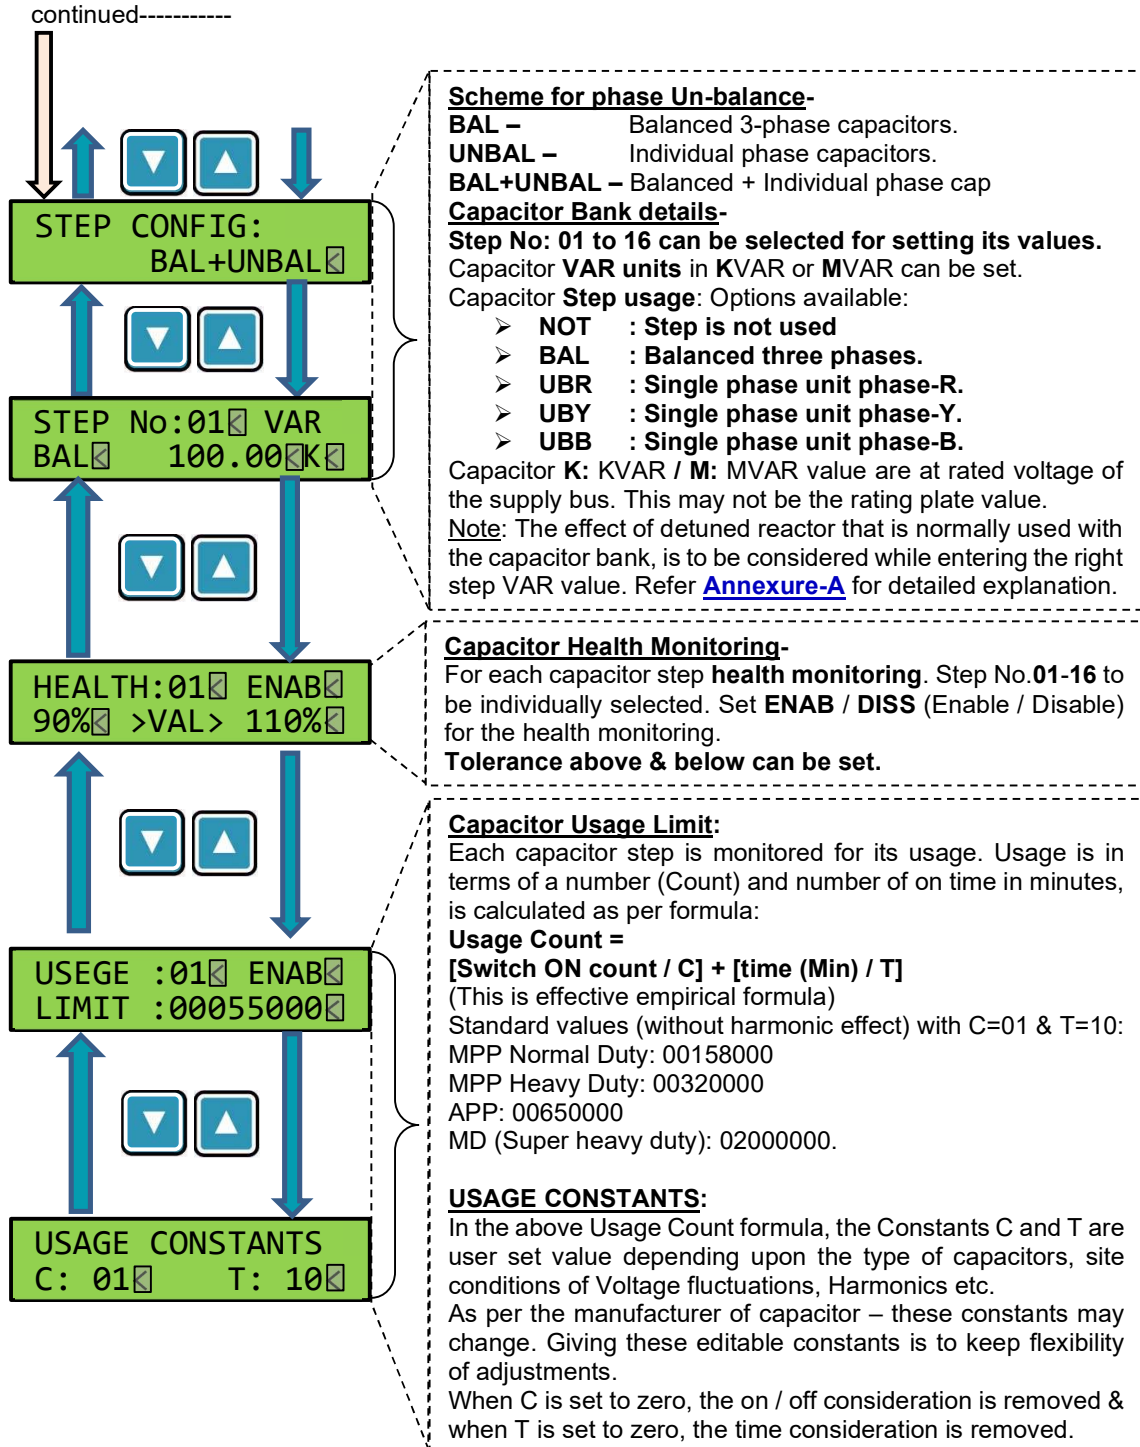 continued-----------
Scheme for phase Un-balance-
BAL – Balanced 3-phase capacitors.
UNBAL – Individual phase capacitors.
BAL+UNBAL – Balanced + Individual phase cap
Capacitor Bank details-
Step No: 01 to 16 can be selected for setting its values.
Capacitor VAR units in KVAR or MVAR can be set.
Capacitor Step usage: Options available:
➢ NOT : Step is not used
➢ BAL : Balanced three phases.
➢ UBR : Single phase unit phase-R.
➢ UBY : Single phase unit phase-Y.
➢ UBB : Single phase unit phase-B.
Capacitor K: KVAR / M: MVAR value are at rated voltage of
the supply bus. This may not be the rating plate value.
Note: The effect of detuned reactor that is normally used with
the capacitor bank, is to be considered while entering the right
step VAR value. Refer Annexure-A for detailed explanation.
STEP CONFIG:
BAL+UNBAL<
STEP No:01< VAR
BAL< 100.00<K<
Capacitor Health Monitoring-
For each capacitor step health monitoring. Step No.01-16 to
be individually selected. Set ENAB / DISS (Enable / Disable)
for the health monitoring.
Tolerance above & below can be set.
HEALTH:01< ENAB<
90%< >VAL> 110%<
Capacitor Usage Limit:
Each capacitor step is monitored for its usage. Usage is in
terms of a number (Count) and number of on time in minutes,
is calculated as per formula:
Usage Count =
[Switch ON count / C] + [time (Min) / T]
(This is effective empirical formula)
Standard values (without harmonic effect) with C=01 & T=10:
MPP Normal Duty: 00158000
MPP Heavy Duty: 00320000
APP: 00650000
MD (Super heavy duty): 02000000.
USEGE :01< ENAB<
LIMIT :00055000<
USAGE CONSTANTS:
In the above Usage Count formula, the Constants C and T are
user set value depending upon the type of capacitors, site
conditions of Voltage fluctuations, Harmonics etc.
As per the manufacturer of capacitor – these constants may
change. Giving these editable constants is to keep flexibility
of adjustments.
When C is set to zero, the on / off consideration is removed &
when T is set to zero, the time consideration is removed.
USAGE CONSTANTS
C: 01< T: 10<